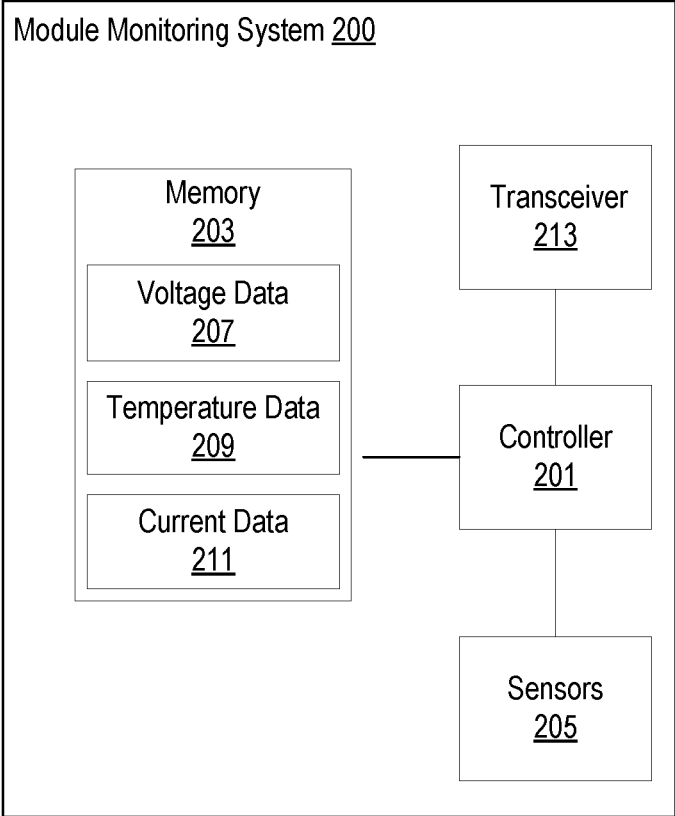 Module Monitoring System 200
Memory
203
Voltage Data
207
Temperature Data
209
Current Data
211
Transceiver
213
Controller
201
Sensors
205